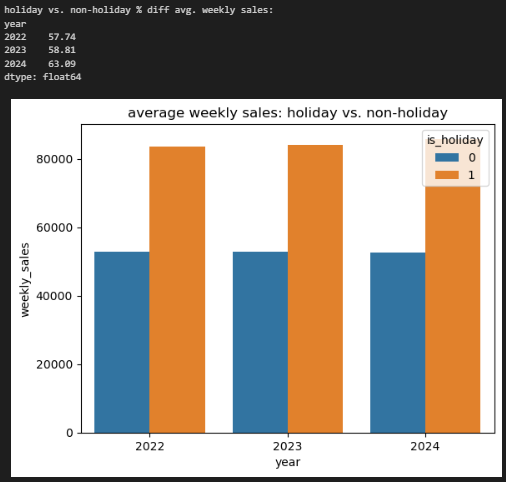 holiday vs. non-holiday % diff avg. weekly sales:
year
2022    57.74
2023    58.81
2024    63.09
dtype: float64
average weekly sales: holiday vs. non-holiday
is_holiday
0
1
80000
60000
40000
20000
0
weekly_sales
2022 2023 2024
year